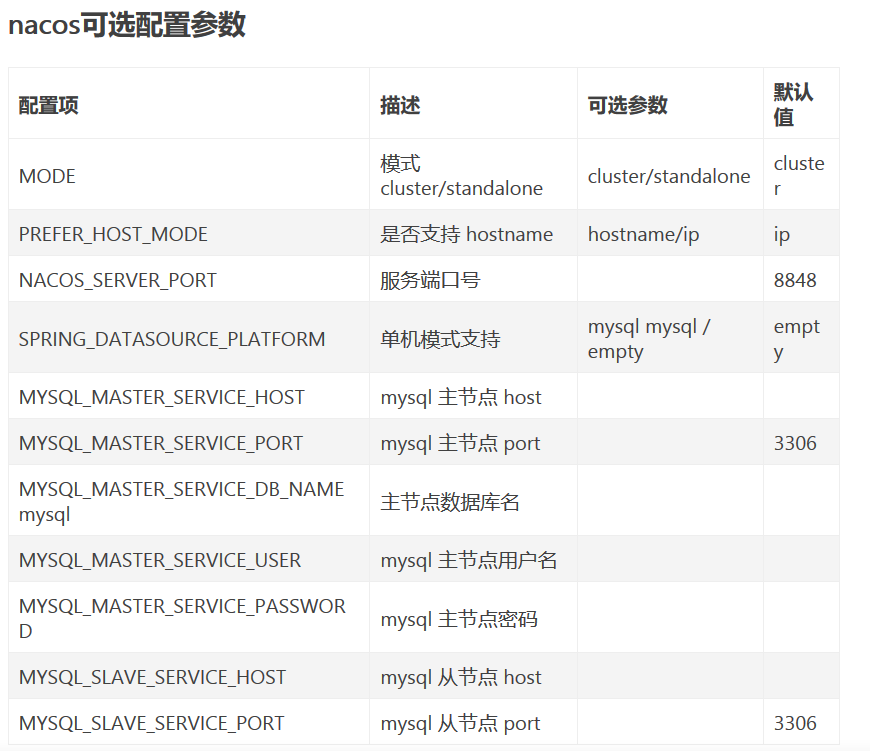 nacos可选配置参数
配置项 描述 可选参数 默认
值
MODE 模式
cluster/standalone cluster/standalone cluste
r
PREFER_HOST_MODE 是否支持 hostname hostname/ip ip
NACOS_SERVER_PORT 服务端口号 8848
SPRING_DATASOURCE_PLATFORM 单机模式支持 mysql mysql /
empty empt
y
MYSQL_MASTER_SERVICE_HOST mysql 主节点 host
MYSQL_MASTER_SERVICE_PORT mysql 主节点 port 3306
MYSQL_MASTER_SERVICE_DB_NAME
mysql 主节点数据库名
MYSQL_MASTER_SERVICE_USER mysql 主节点用户名
MYSQL_MASTER_SERVICE_PASSWOR
D mysql 主节点密码
MYSQL_SLAVE_SERVICE_HOST mysql 从节点 host
MYSQL_SLAVE_SERVICE_PORT mysql 从节点 port 3306